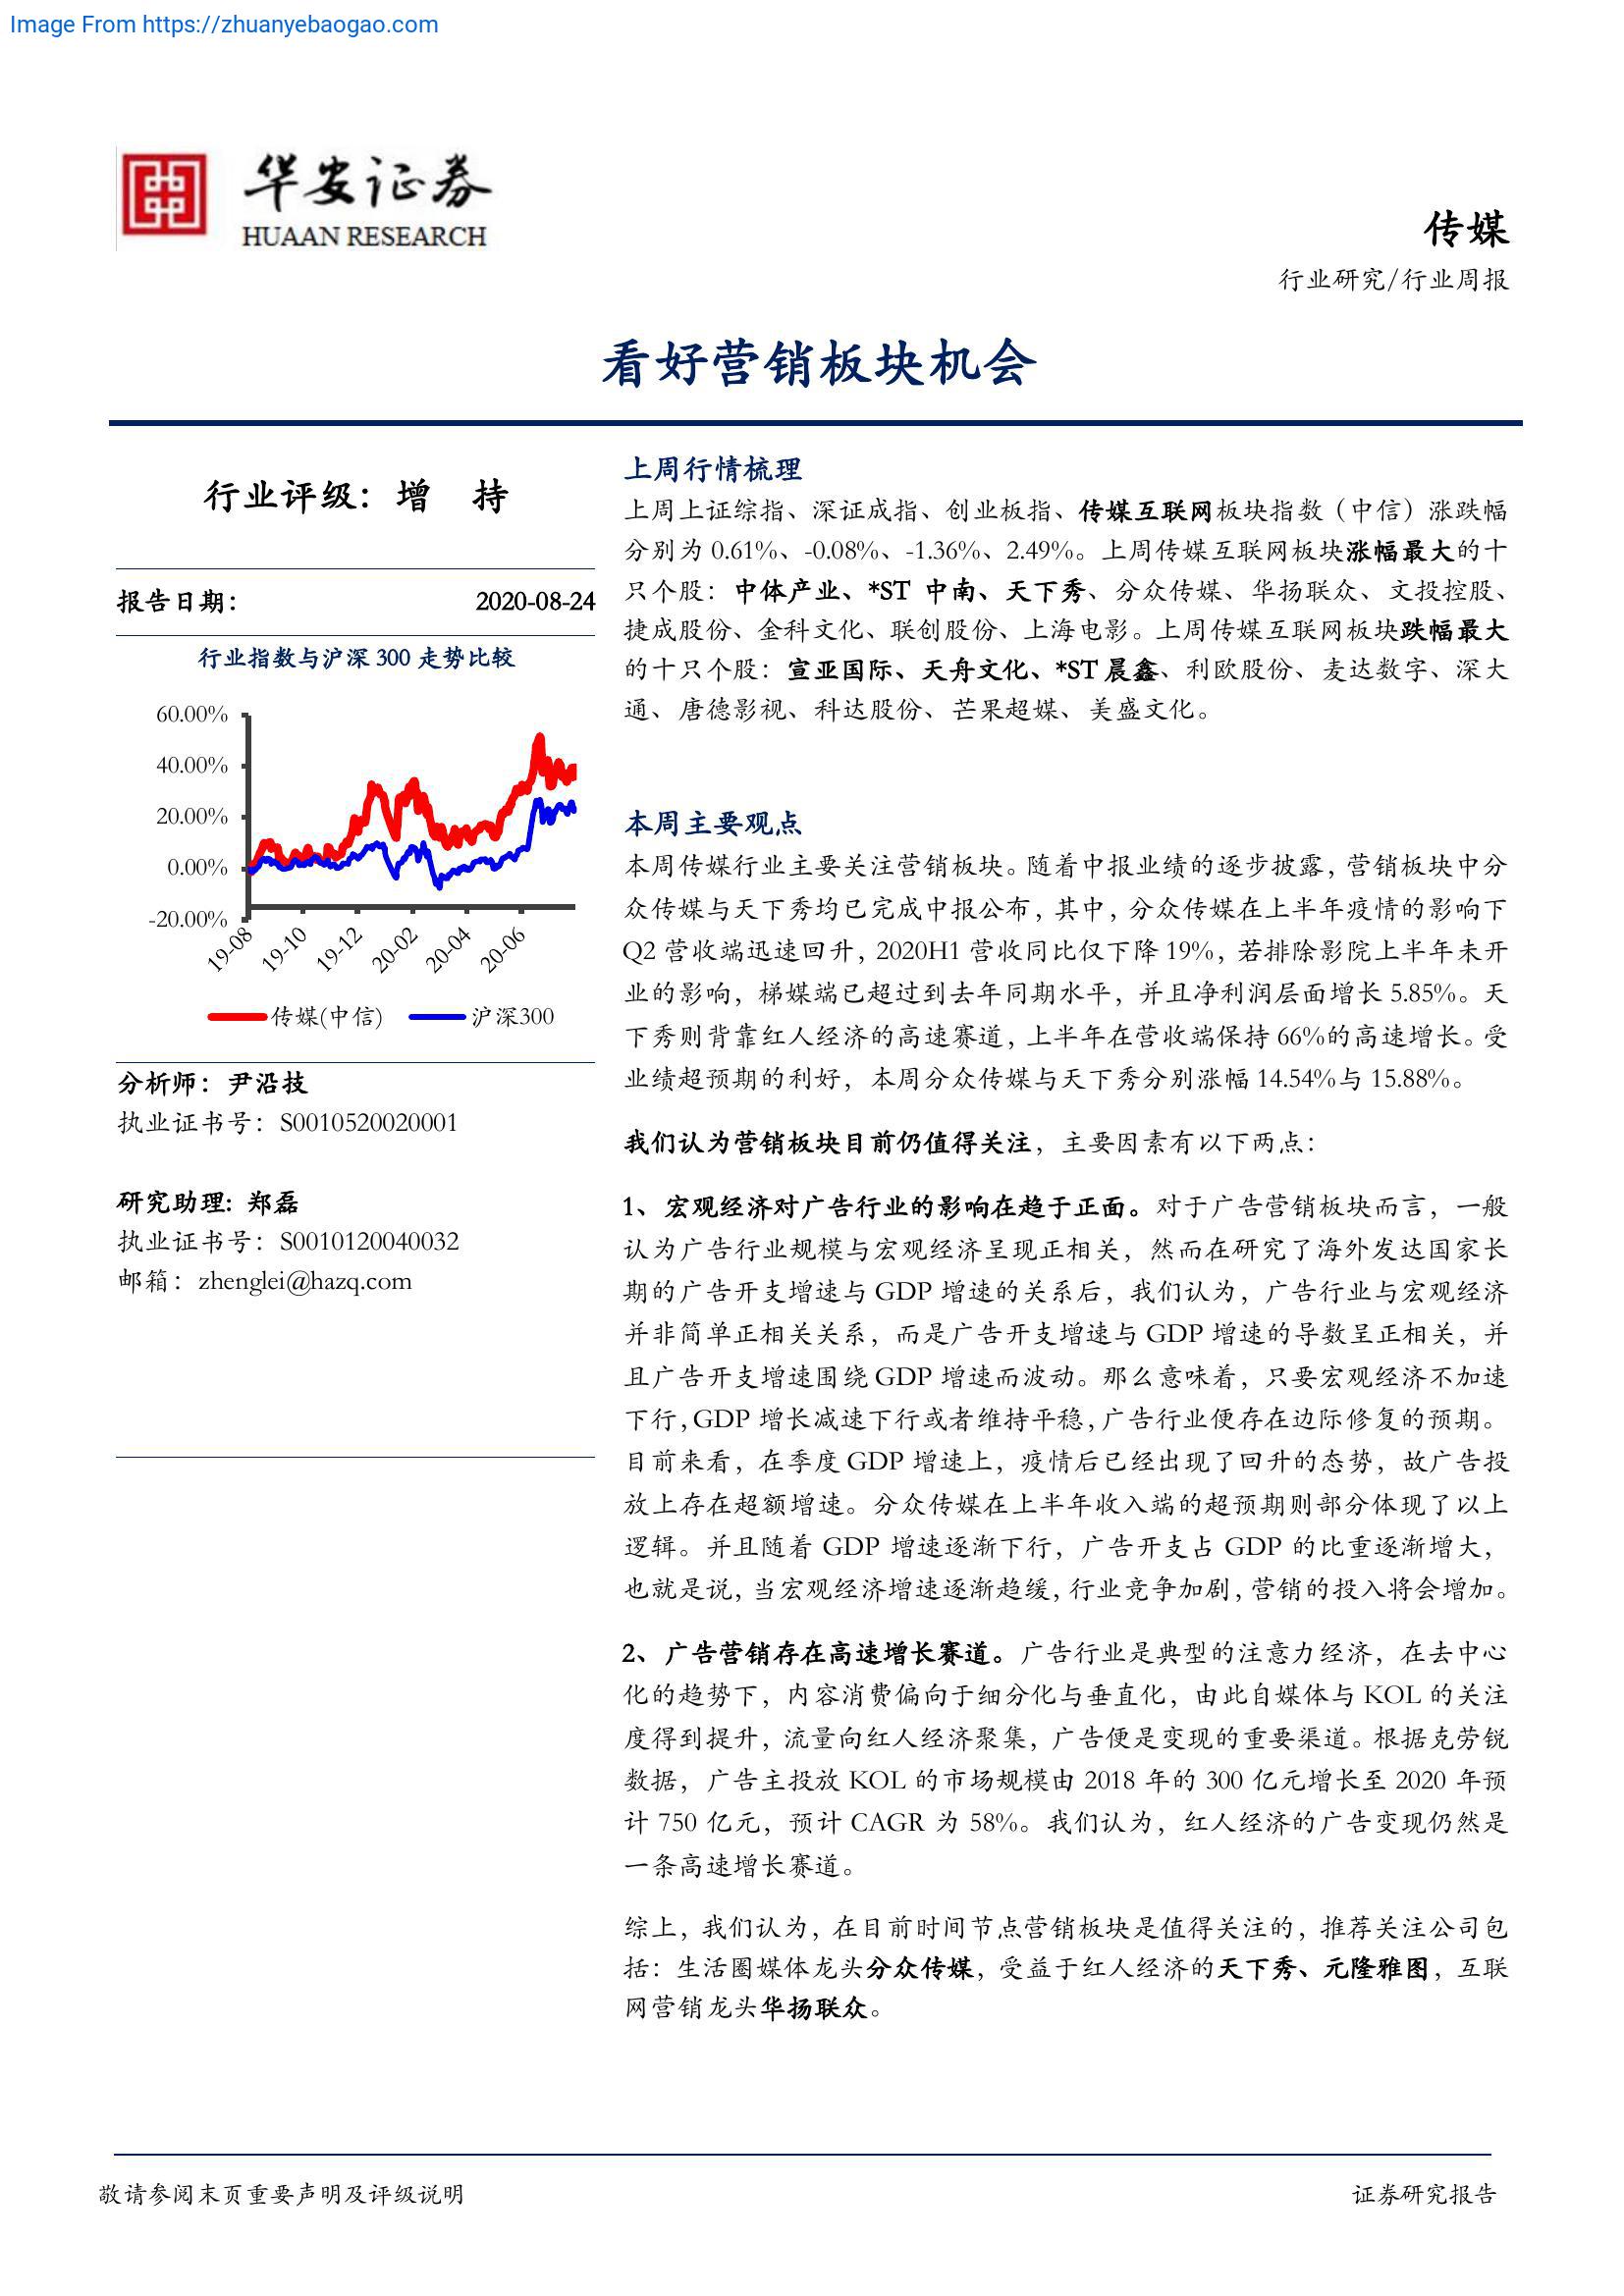 Image From https://zhuanyebaogao.com
华安证券
HUAAN RESEARCH
传媒
行业研究/行业周报
看好营销板块机会
行业评级：增 持
报告日期： 2020-08-24
行业指数与沪深 300 走势比较
60.00%
40.00%
20.00%
0.00%
-20.00%
19-08 19-10 19-12 20-02 20-04 20-06
传媒(中信) 沪深300
分析师：尹沿技
执业证书号：S0010520020001
研究助理：郑磊
执业证书号：S0010120040032
邮箱：zhenglei@hazq.com
上周行情梳理
上周上证综指、深证成指、创业板指、传媒互联网板块指数（中信）涨跌幅
分别为 0.61%、-0.08%、-1.36%、2.49%。上周传媒互联网板块涨幅最大的十
只个股：中体产业、*ST 中南、天下秀、分众传媒、华扬联众、文投控股、
捷成股份、金科文化、联创股份、上海电影。上周传媒互联网板块跌幅最大
的十只个股：宣亚国际、天舟文化、*ST 晨鑫、利欧股份、麦达数字、深大
通、唐德影视、科达股份、芒果超媒、美盛文化。
本周主要观点
本周传媒行业主要关注营销板块。随着中报业绩的逐步披露，营销板块中分
众传媒与天下秀均已完成中报公布，其中，分众传媒在上半年疫情的影响下
Q2 营收端迅速回升，2020H1 营收同比仅下降 19%，若排除影院上半年未开
业的影响，梯媒端已超过到去年同期水平，并且净利润层面增长 5.85%。天
下秀则背靠红人经济的高速赛道，上半年在营收端保持 66%的高速增长。受
业绩超预期的利好，本周分众传媒与天下秀分别涨幅 14.54%与 15.88%。
我们认为营销板块目前仍值得关注，主要因素有以下两点：
1、宏观经济对广告行业的影响在趋于正面。对于广告营销板块而言，一般
认为广告行业规模与宏观经济呈现正相关，然而在研究了海外发达国家长
期的广告开支增速与 GDP 增速的关系后，我们认为，广告行业与宏观经济
并非简单正相关关系，而是广告开支增速与 GDP 增速的导数呈正相关，并
且广告开支增速围绕 GDP 增速而波动。那么意味着，只要宏观经济不加速
下行，GDP 增长减速下行或者维持平稳，广告行业便存在边际修复的预期。
目前来看，在季度 GDP 增速上，疫情后已经出现了回升的态势，故广告投
放上存在超额增速。分众传媒在上半年收入端的超预期则部分体现了以上
逻辑。并且随着 GDP 增速逐渐下行，广告开支占 GDP 的比重逐渐增大，
也就是说，当宏观经济增速逐渐趋缓，行业竞争加剧，营销的投入将会增加。
2、广告营销存在高速增长赛道。广告行业是典型的注意力经济，在去中心
化的趋势下，内容消费偏向于细分化与垂直化，由此自媒体与 KOL 的关注
度得到提升，流量向红人经济聚集，广告便是变现的重要渠道。根据克劳锐
数据，广告主投放 KOL 的市场规模由 2018 年的 300 亿元增长至 2020 年预
计 750 亿元，预计 CAGR 为 58%。我们认为，红人经济的广告变现仍然是
一条高速增长赛道。
综上，我们认为，在目前时间节点营销板块是值得关注的，推荐关注公司包
括：生活圈媒体龙头分众传媒，受益于红人经济的天下秀、元隆雅图，互联
网营销龙头华扬联众。
敬请参阅末页重要声明及评级说明 证券研究报告